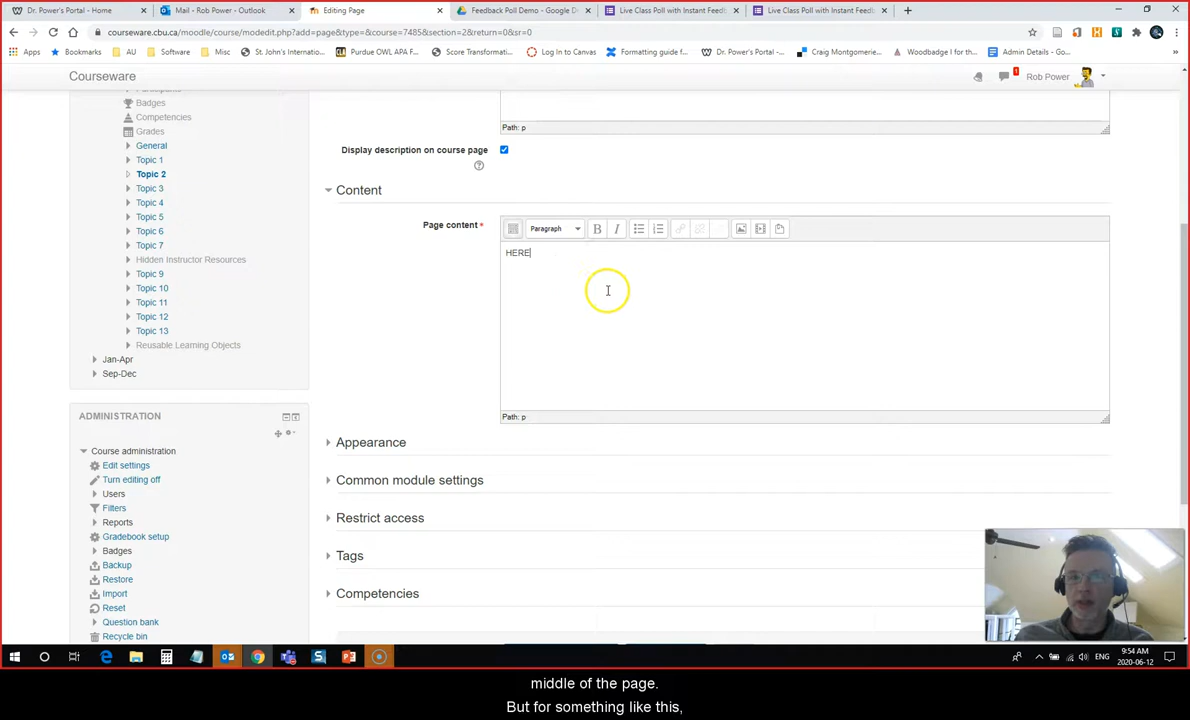 Dr. Power's Portal - Home
Mail - Rob Power - Outlook
Editing Page
Feedback Poll Demo - Google D
Live Class Poll with Instant Feedb
Live Class Poll with Instant Feedb
courseware.cbu.ca/moodle/course/modedit.php?add=page&type=&course=7485&section=2&return=0&sr=0
Bookmarks
AU
Software
Misc
St. John's Internatio...
Purdue OWL APA F...
Score Transformati...
Log In to Canvas
Formatting guide f...
Dr. Power's Portal -...
Craig Montgomerie...
Woodbadge I for th...
Admin Details - Go...
Courseware
1
Rob Power
Badges
Competencies
Grades
General
Topic 1
Topic 2
Topic 3
Topic 4
Topic 5
Topic 6
Topic 7
Hidden Instructor Resources
Topic 9
Topic 10
Topic 11
Topic 12
Topic 13
Reusable Learning Objects
Jan-Apr
Sep-Dec
ADMINISTRATION
Course administration
Edit settings
Turn editing off
Users
Filters
Reports
Gradebook setup
Badges
Backup
Restore
Import
Reset
Question bank
Recycle bin
Path: p
Display description on course page
Content
Page content
Paragraph
B I
HERE
Path: p
Appearance
Common module settings
Restrict access
Tags
Competencies
ENG
9:54 AM
2020-06-12
middle of the page.
But for something like this,